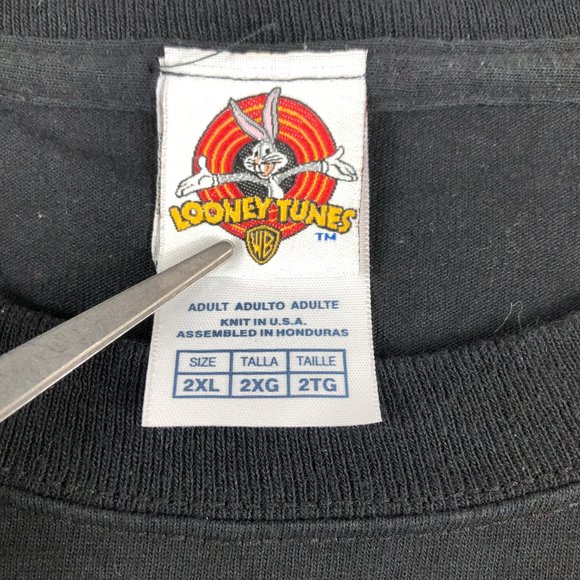 LOONEY TUNES
TM
WB
ADULT ADULTO ADULTE
KNIT IN U.S.A.
ASSEMBLED IN HONDURAS
SIZE TALLA TAILLE
2XL 2XG 2TG